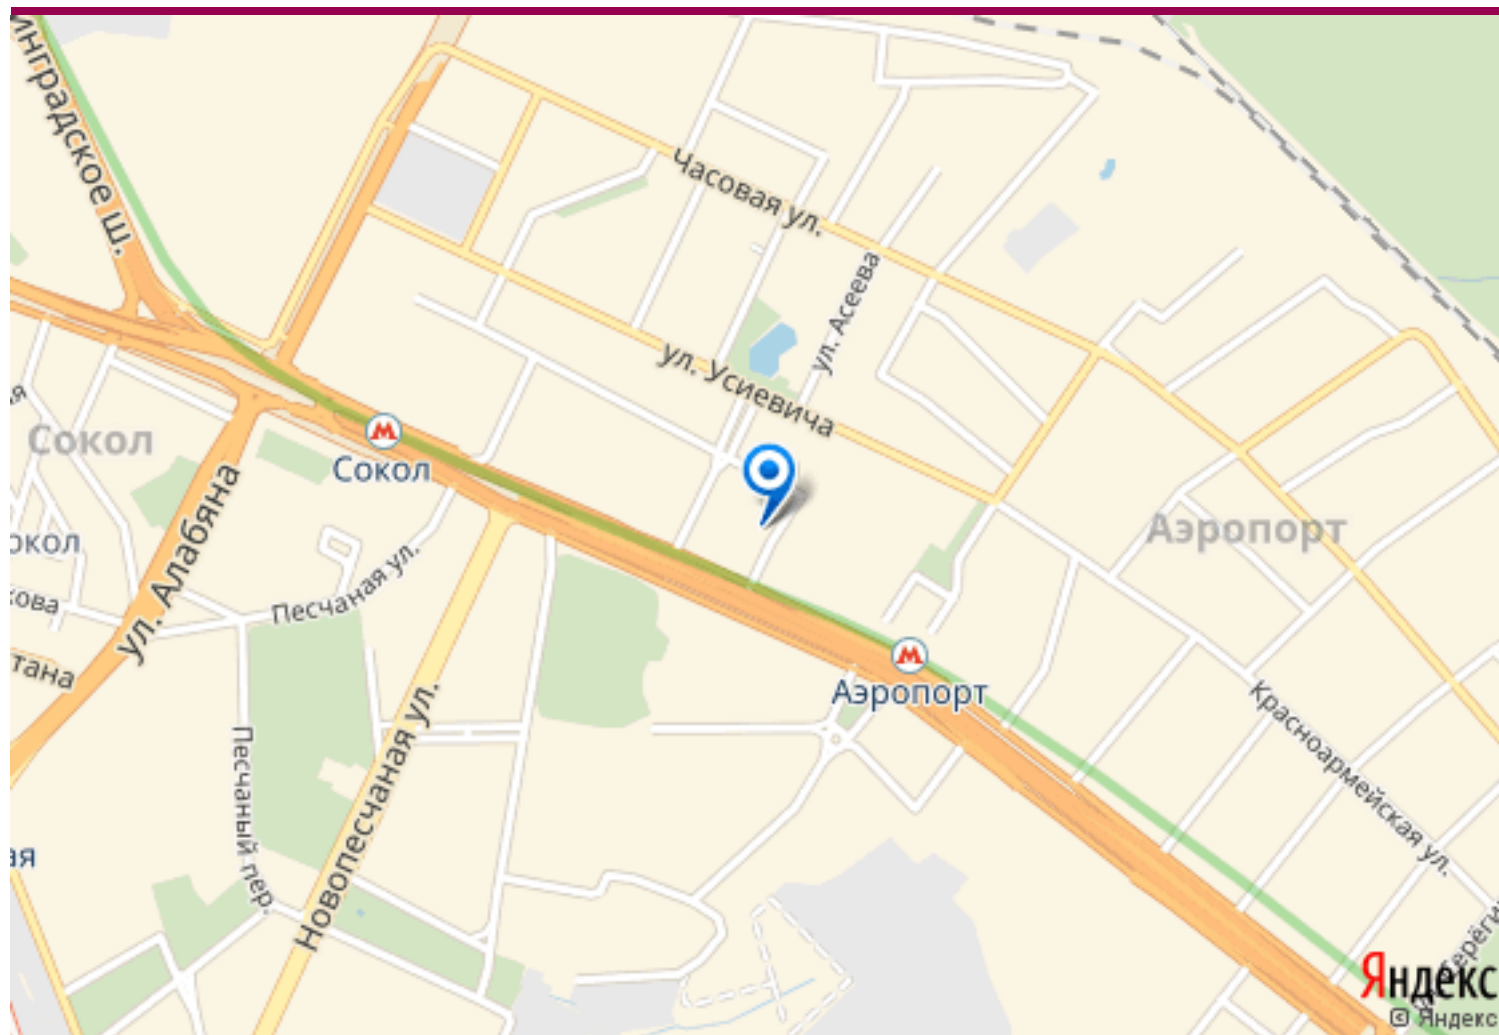 инградское ш.
Часовая ул.
ул. Асеева
ул. Усиевича
Сокол
Сокол
Аэропорт
ул. Алабяна
Песчаная ул.
Аэропорт
Новопесчаная ул.
Песчаный пер.
Красноармейская ул.
Яндекс
© Яндекс